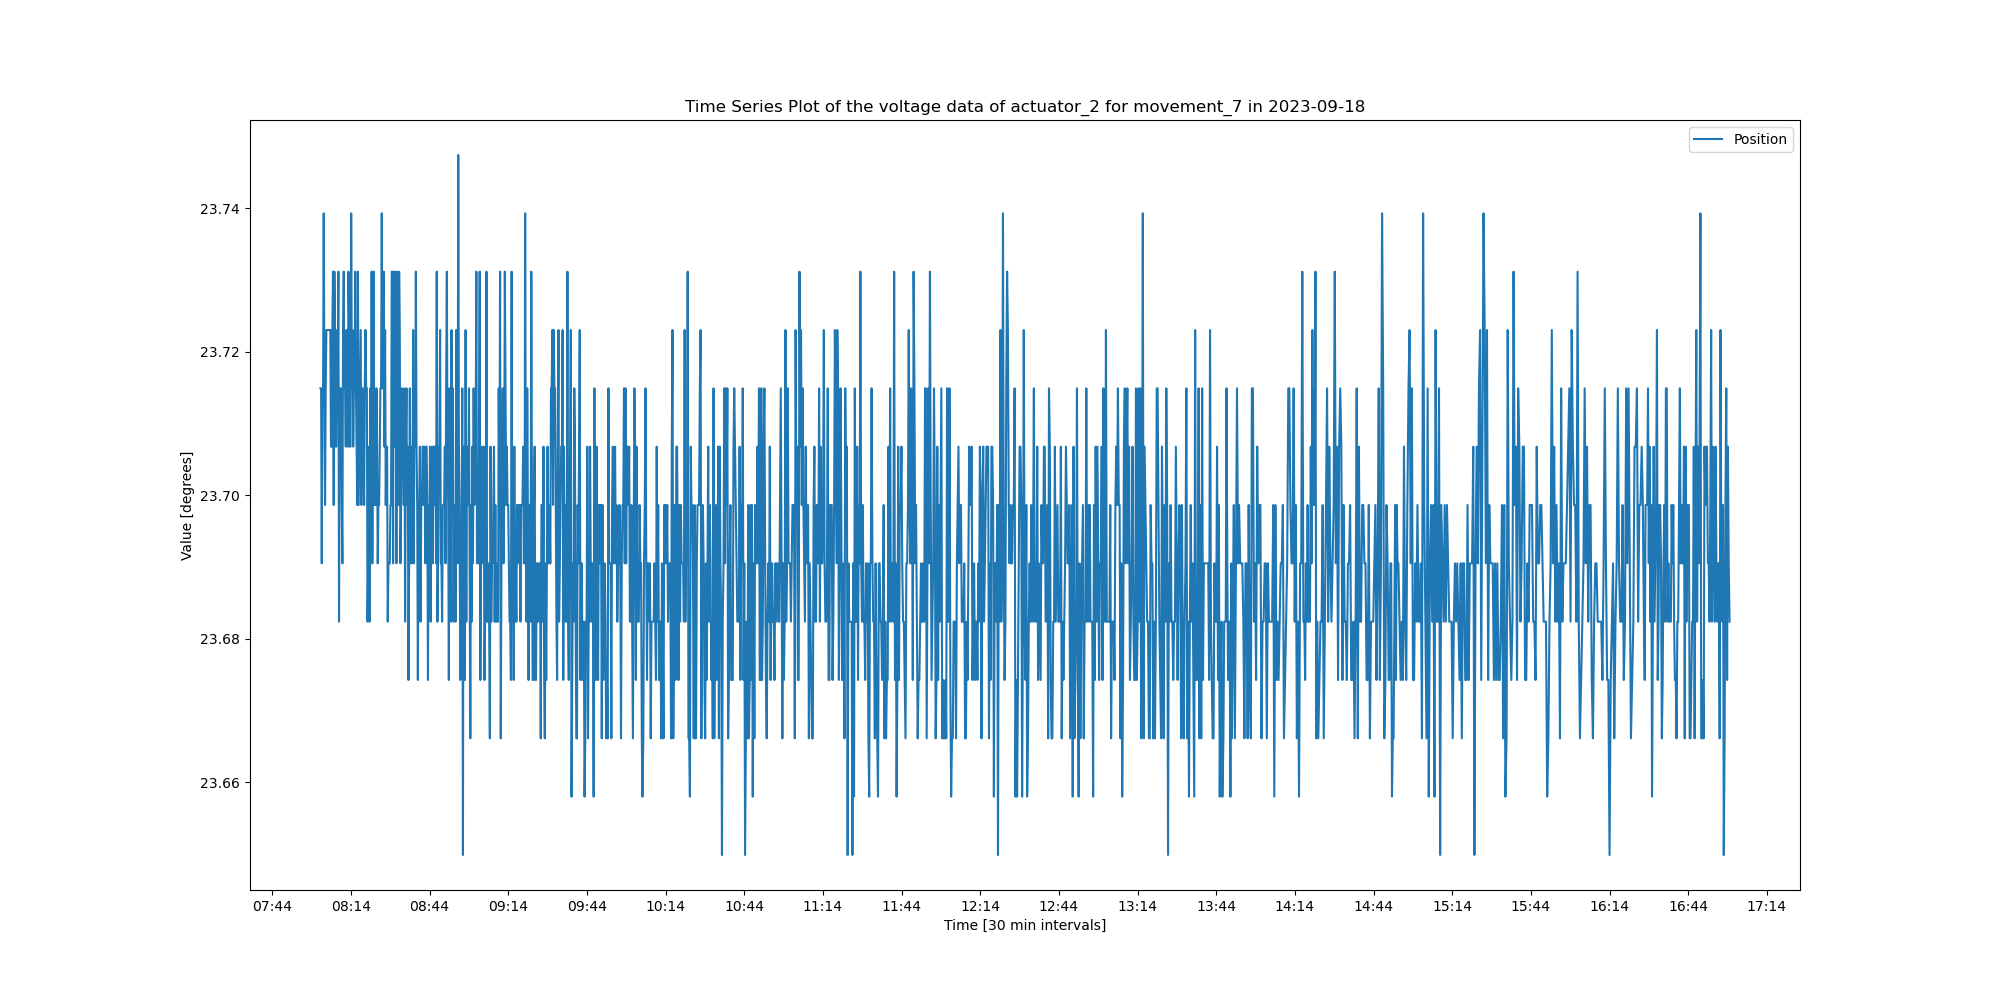 Time Series Plot of the voltage data of actuator_2 for movement_7 in 2023-09-18
Position
23.74
23.72
23.70
23.68
23.66
Value [degrees]
07:44 08:14 08:44 09:14 09:44 10:14 10:44 11:14 11:44 12:14 12:44 13:14 13:44 14:14 14:44 15:14 15:44 16:14 16:44 17:14
Time [30 min intervals]